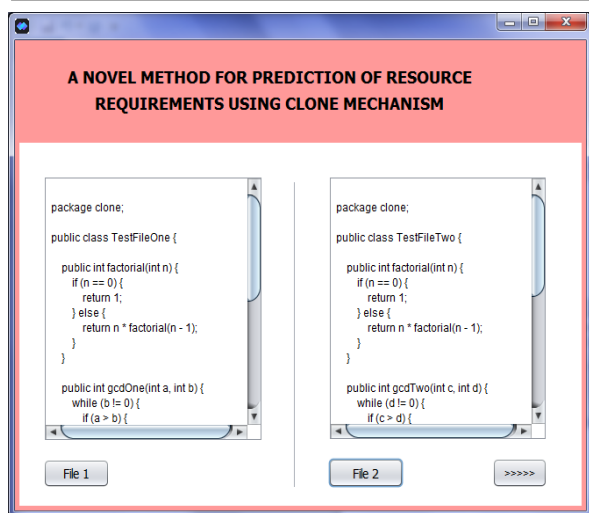 A NOVEL METHOD FOR PREDICTION OF RESOURCE
REQUIREMENTS USING CLONE MECHANISM
package clone;
public class TestFileOne {
public int factorial(int n) {
if (n == 0) {
return 1;
} else {
return n * factorial(n - 1);
}
}
public int gcdOne(int a, int b) {
while (b != 0) {
if (a > b) {
package clone;
public class TestFileTwo {
public int factorial(int n) {
if (n == 0) {
return 1;
} else {
return n * factorial(n - 1);
}
}
public int gcdTwo(int c, int d) {
while (d != 0) {
if (c > d) {
File 1
File 2
>>>>>